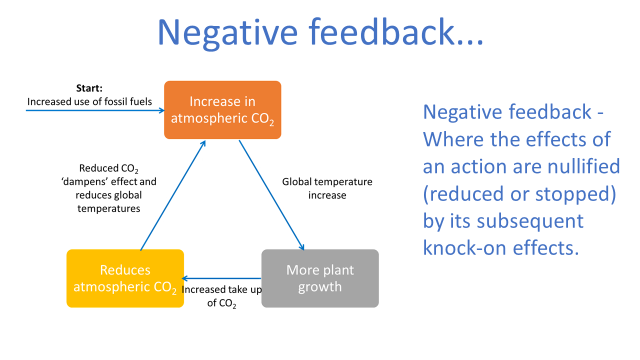 Negative feedback...
Start:
Increased use of fossil fuels
Increase in
atmospheric CO₂
Negative feedback -
Where the effects of
an action are nullified
(reduced or stopped)
by its subsequent
knock-on effects.
Reduced CO₂
‘dampens’ effect and
reduces global
temperatures
Global temperature
increase
Reduces
atmospheric CO₂
Increased take up
of CO₂
More plant
growth